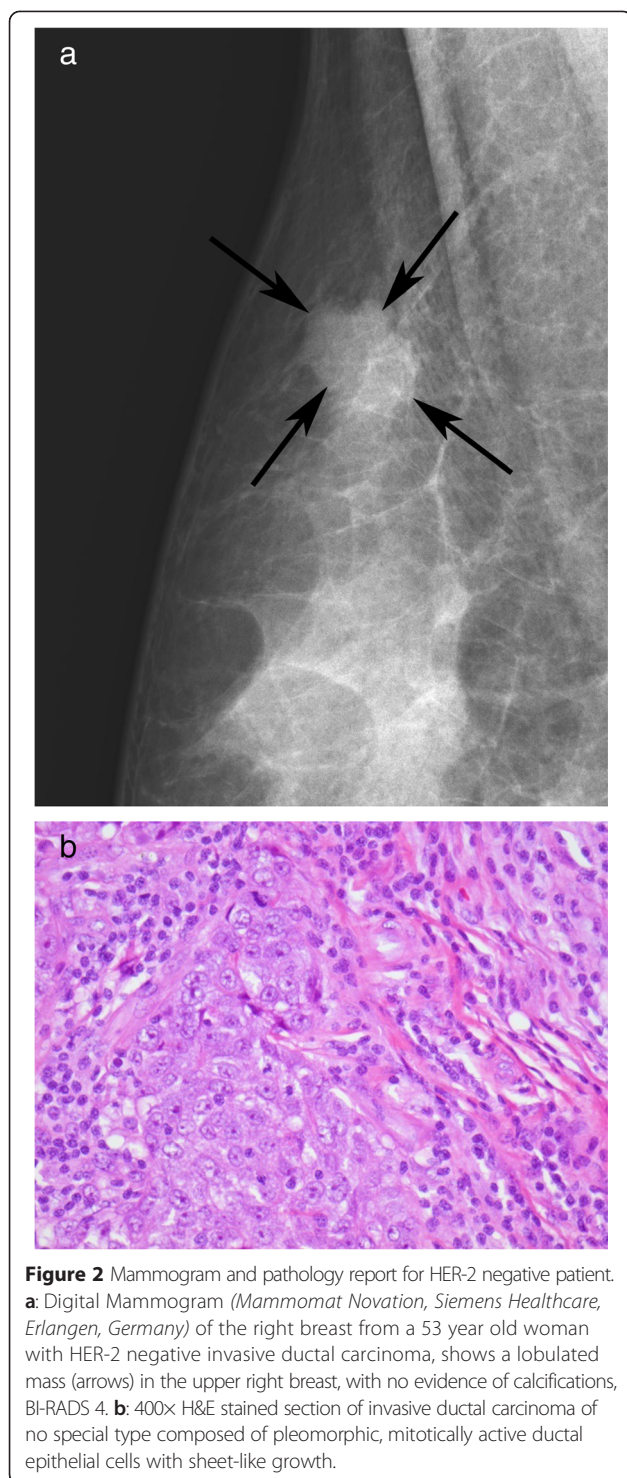 a
b
Figure 2 Mammogram and pathology report for HER-2 negative patient.
a: Digital Mammogram (Mammomat Novation, Siemens Healthcare,
Erlangen, Germany) of the right breast from a 53 year old woman
with HER-2 negative invasive ductal carcinoma, shows a lobulated
mass (arrows) in the upper right breast, with no evidence of calcifications,
BI-RADS 4. b: 400× H&E stained section of invasive ductal carcinoma of
no special type composed of pleomorphic, mitotically active ductal
epithelial cells with sheet-like growth.